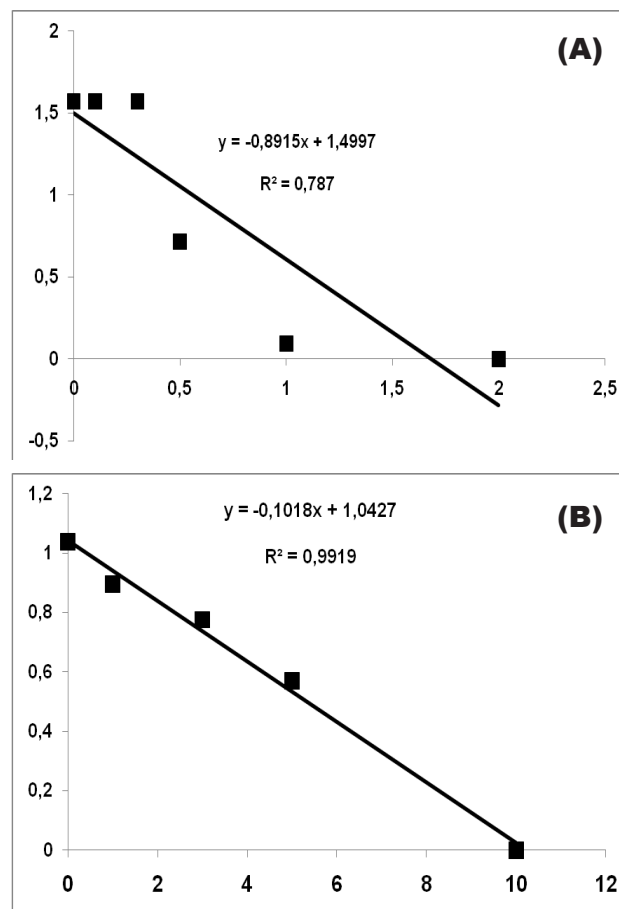 (A)
2
1,5
1
0,5
0
-0,5
y = -0,8915x + 1,4997
R² = 0,787
0 0,5 1 1,5 2 2,5
(B)
1,2
1
0,8
0,6
0,4
0,2
0
y = -0,1018x + 1,0427
R² = 0,9919
0 2 4 6 8 10 12